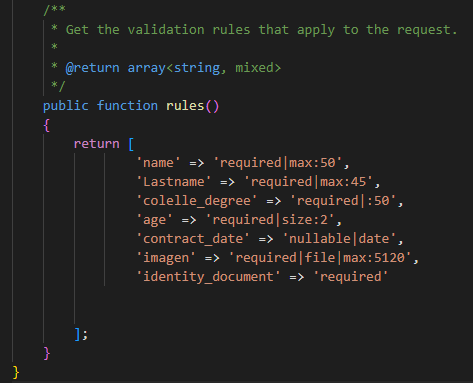 /**
* Get the validation rules that apply to the request.
*
* @return array<string, mixed>
*/
public function rules()
{
return [
'name' => 'required|max:50',
'Lastname' => 'required|max:45',
'colelle_degree' => 'required|:50',
'age' => 'required|size:2',
'contract_date' => 'nullable|date',
'imagen' => 'required|file|max:5120',
'identity_document' => 'required'
];
}
}